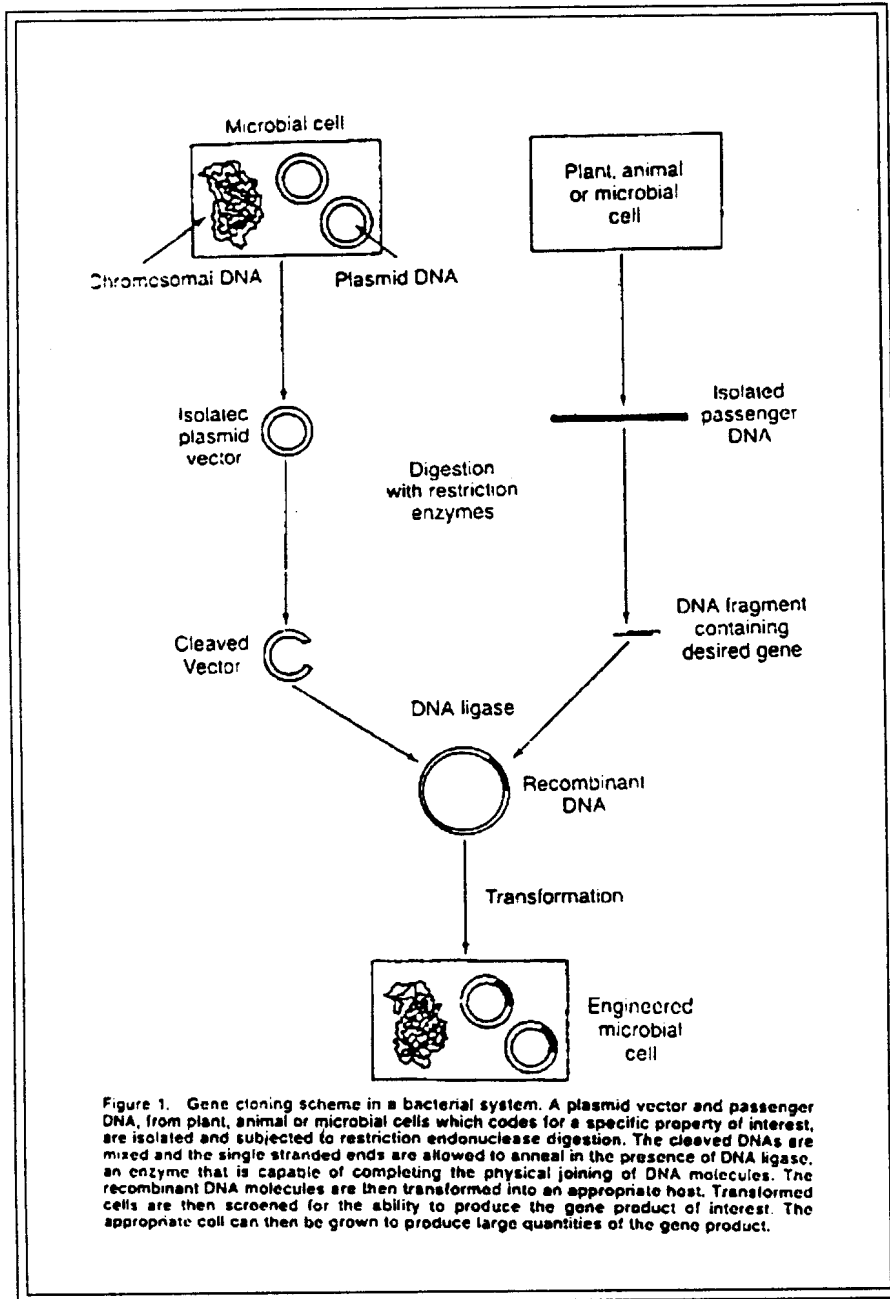 Microbial cell
Plant, animal
or microbial
cell
Chromosomal DNA
Plasmid DNA
Isolated
plasmid
vector
Isolated
passenger
DNA
Digestion
with restriction
enzymes
Cleaved
Vector
DNA fragment
containing
desired gene
DNA ligase
Recombinant
DNA
Transformation
Engineered
microbial
cell
Figure 1. Gene cloning scheme in a bacterial system. A plasmid vector and passenger
DNA, from plant, animal or microbial cells which codes for a specific property of interest,
are isolated and subjected to restriction endonuclease digestion. The cleaved DNAs are
mixed and the single stranded ends are allowed to anneal in the presence of DNA ligase,
an enzyme that is capable of completing the physical joining of DNA molecules. The
recombinant DNA molecules are then transformed into an appropriate host. Transformed
cells are then screened for the ability to produce the gene product of interest. The
appropriate cell can then be grown to produce large quantities of the gene product.